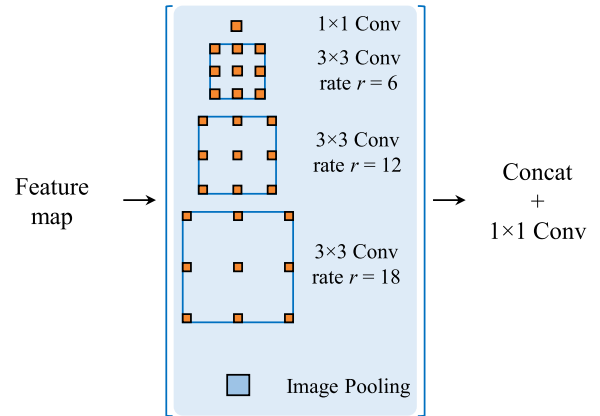 1×1 Conv
3×3 Conv
rate r = 6
3×3 Conv
rate r = 12
Feature
map
Concat
+
1×1 Conv
3×3 Conv
rate r = 18
Image Pooling